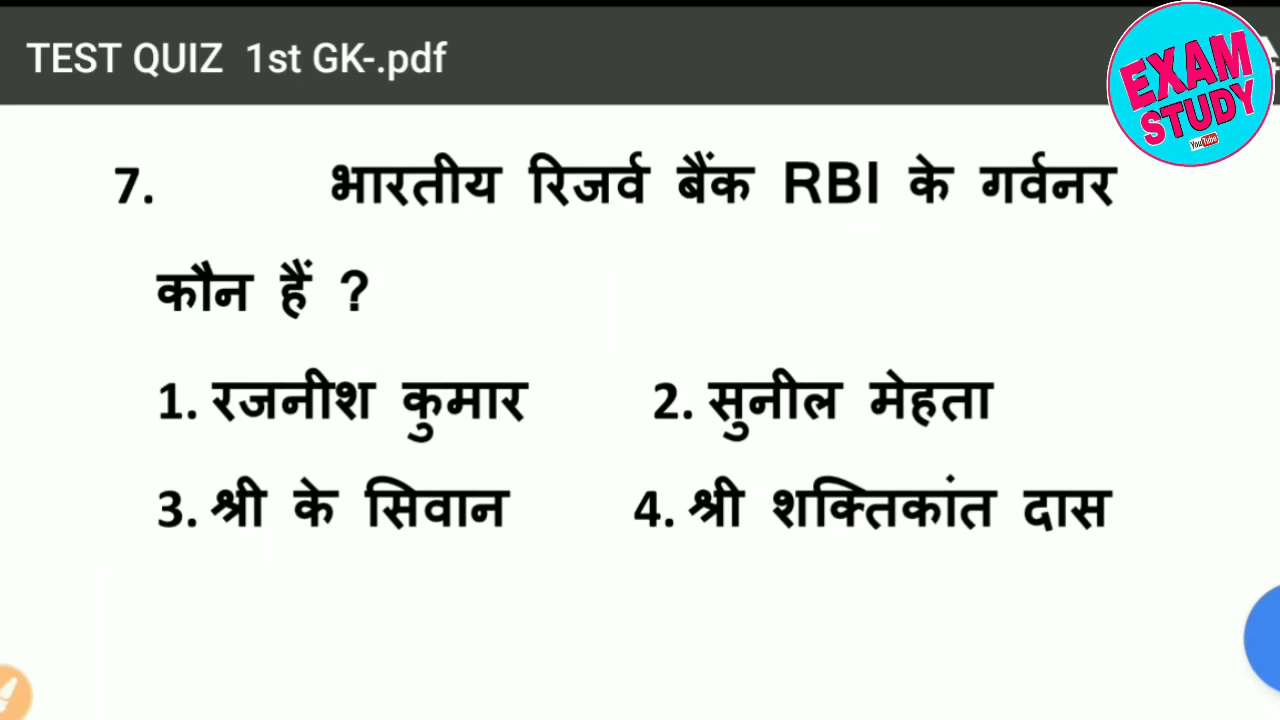 TEST QUIZ 1st GK-.pdf
EXAM
STUDY
YouTube
7. भारतीय रिजर्व बैंक RBI के गर्वनर
कौन हैं ?
1. रजनीश कुमार 2. सुनील मेहता
3. श्री के सिवान 4. श्री शक्तिकांत दास